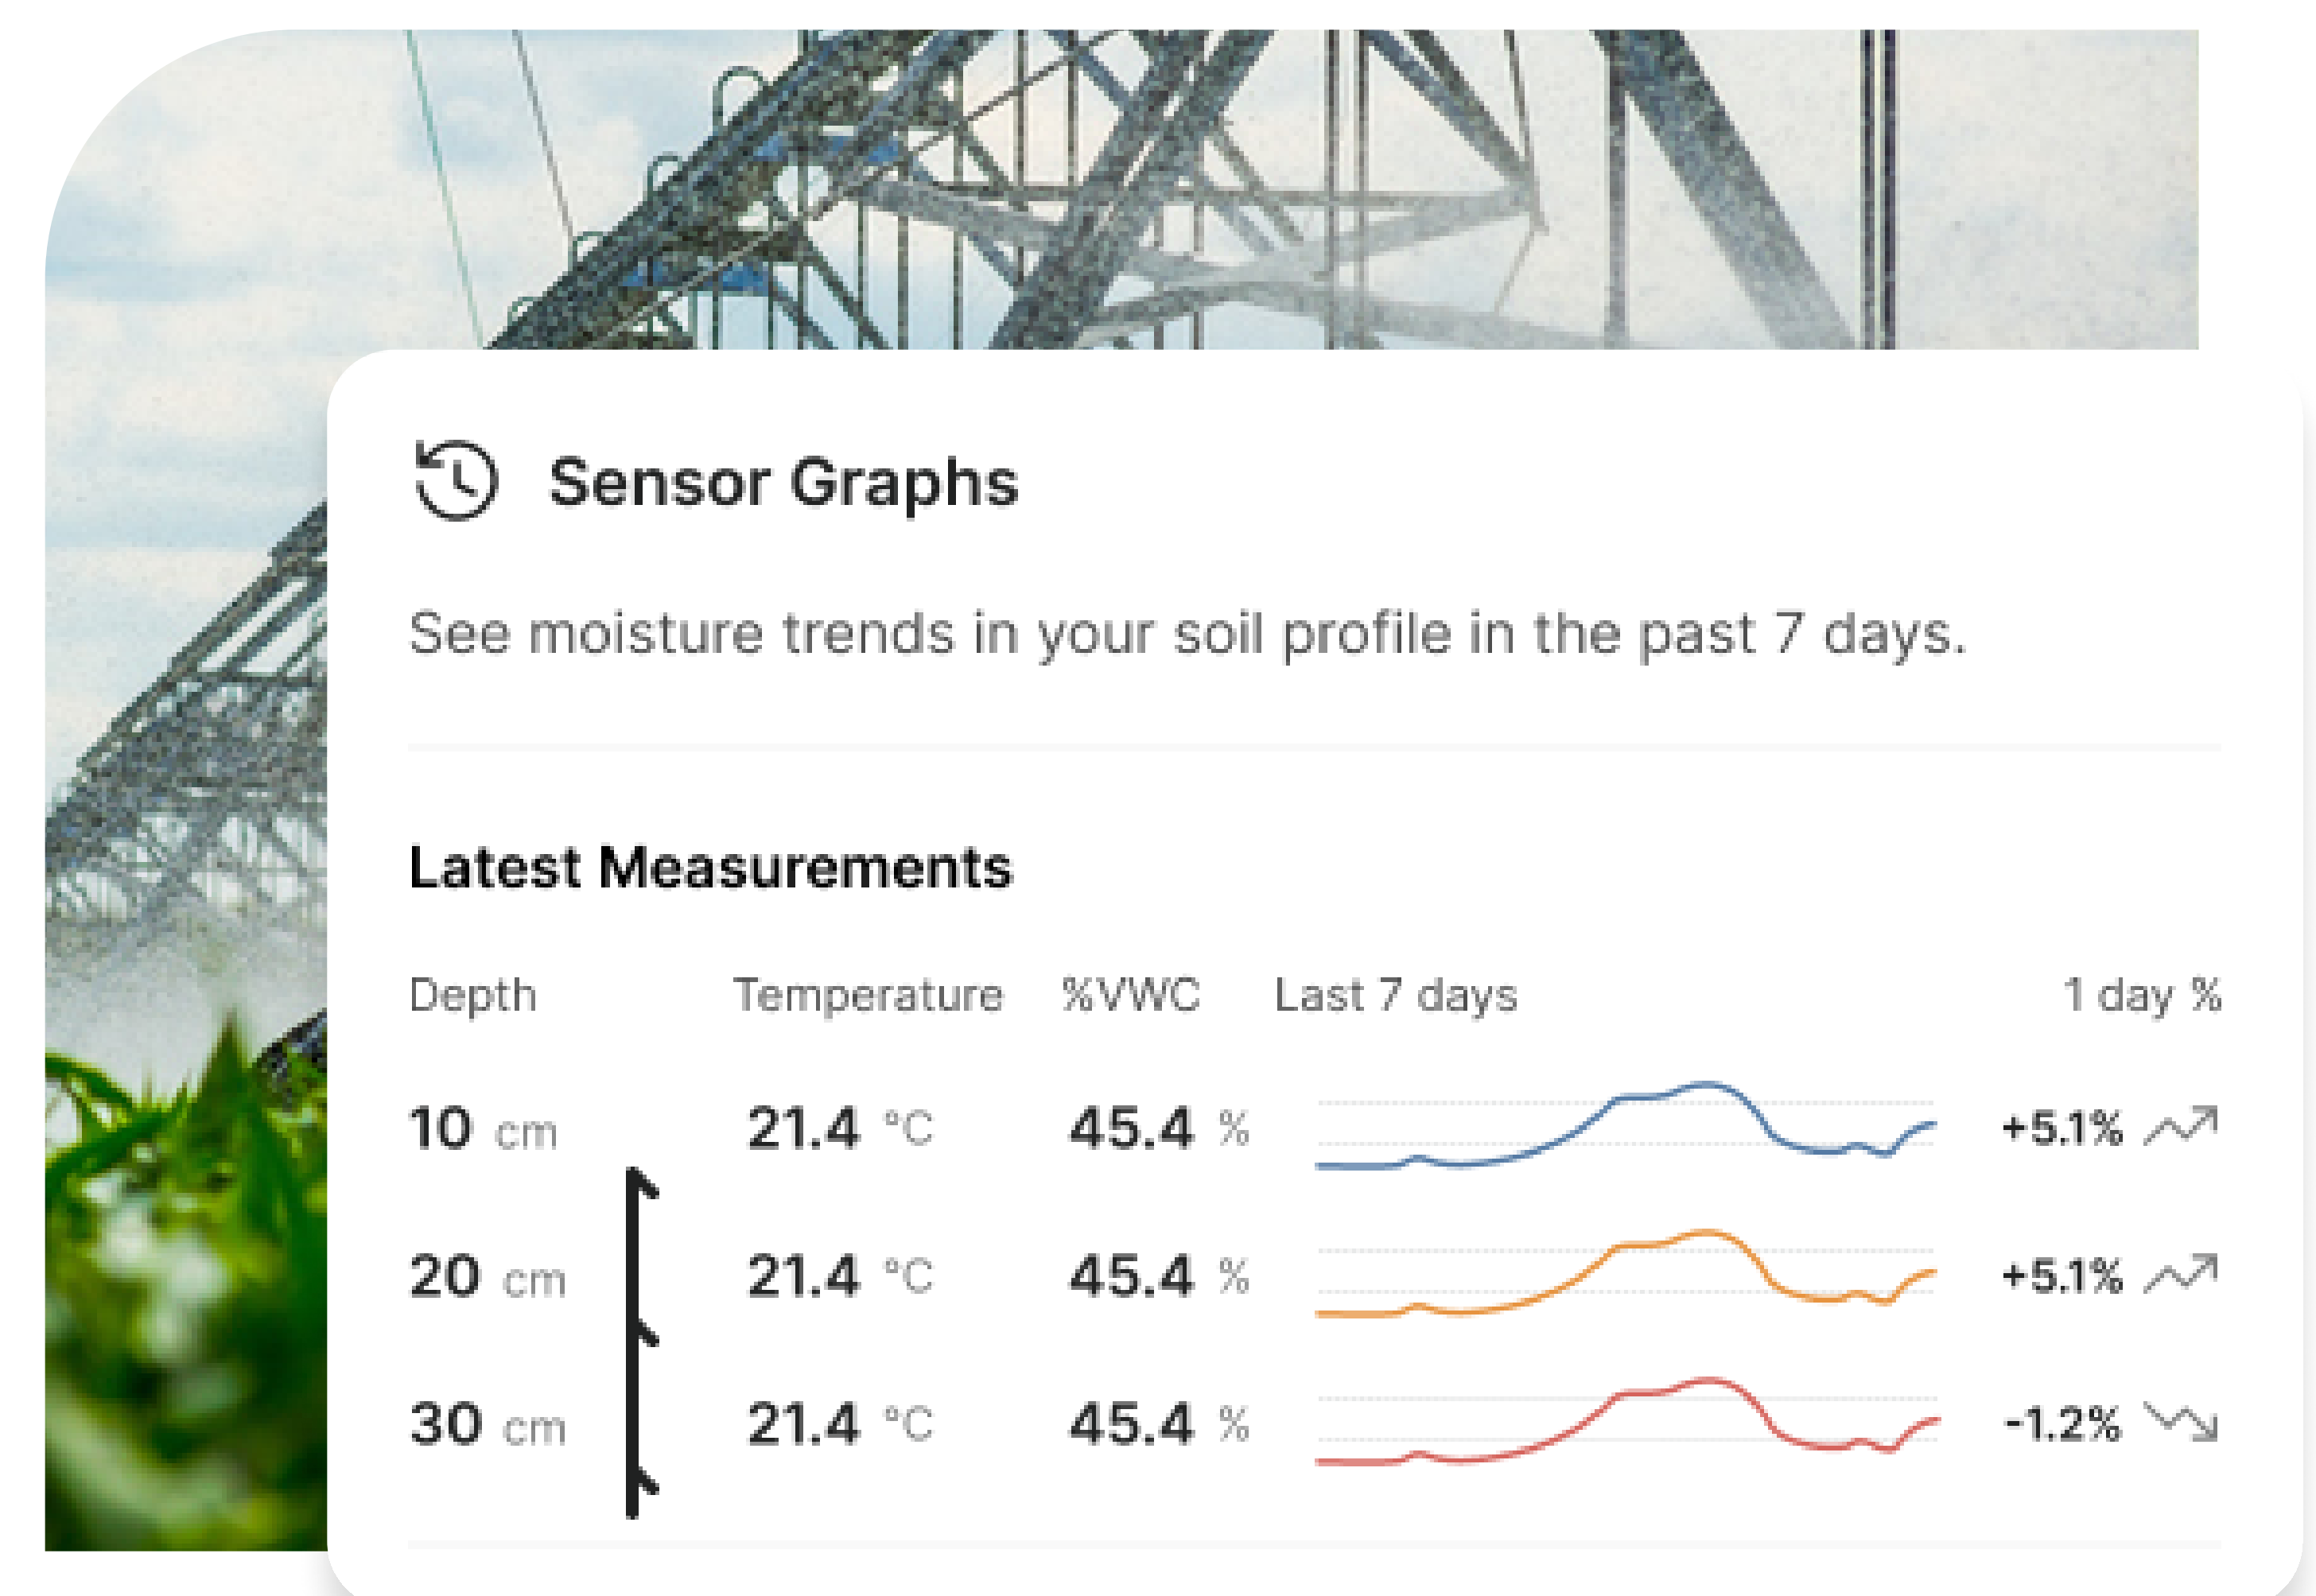 Sensor Graphs
See moisture trends in your soil profile in the past 7 days.
Latest Measurements
Depth Temperature %VWC Last 7 days 1 day %
10 cm 21.4 °C 45.4 % +5.1%
20 cm 21.4 °C 45.4 % +5.1%
30 cm 21.4 °C 45.4 % -1.2%